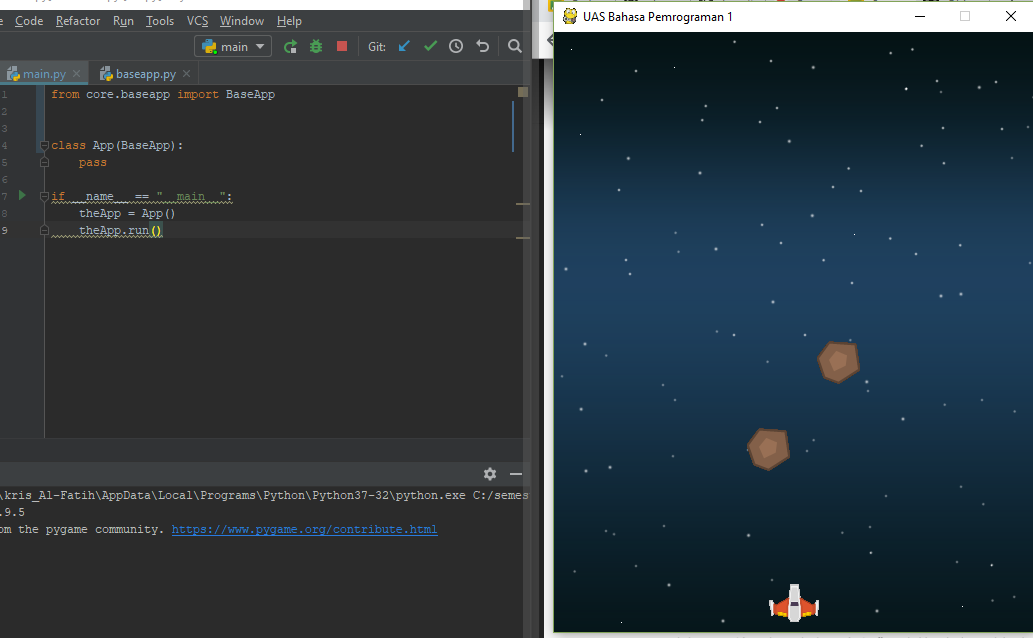 Code Refactor Run Tools VCS Window Help
main Git:
main.py baseapp.py
1 from core.baseapp import BaseApp
2
3
4 class App(BaseApp):
5 pass
6
7 if __name__ == "__main__":
8 theApp = App()
9 theApp.run()
\kris_Al-Fatih\AppData\Local\Programs\Python\Python37-32\python.exe C:/semes
.9.5
om the pygame community. https://www.pygame.org/contribute.html
UAS Bahasa Pemrograman 1